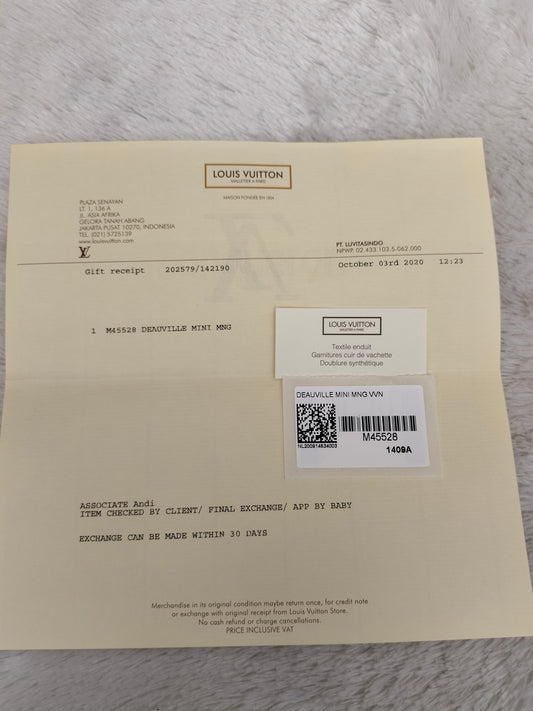 LOUIS VUITTON
MALLETIER A PARIS
MAISON FONDÉE EN 1854
PLAZA SENAYAN
LT. 1, 136 A
JL. ASIA AFRIKA
GELORA TANAH ABANG
JAKARTA PUSAT 10270, INDONESIA
TEL. (021) 5725139
www.louisvuitton.com
LV
PT. LUVITASINDO
NPWP. 02.433.103.5-062.000
Gift receipt 202579/142190 October 03rd 2020 12:23
1 M45528 DEAUVILLE MINI MNG
LOUIS VUITTON
MALLETIER A PARIS
Textile enduit
Garnitures cuir de vachette
Doublure synthétique
DEAUVILLE MINI MNG VVN
M45528
1409A
ASSOCIATE Andi
ITEM CHECKED BY CLIENT/ FINAL EXCHANGE/ APP BY BABY
EXCHANGE CAN BE MADE WITHIN 30 DAYS
Merchandise in its original condition maybe return once, for credit note
or exchange with original receipt from Louis Vuitton Store.
No cash refund or charge cancellations.
PRICE INCLUSIVE VAT